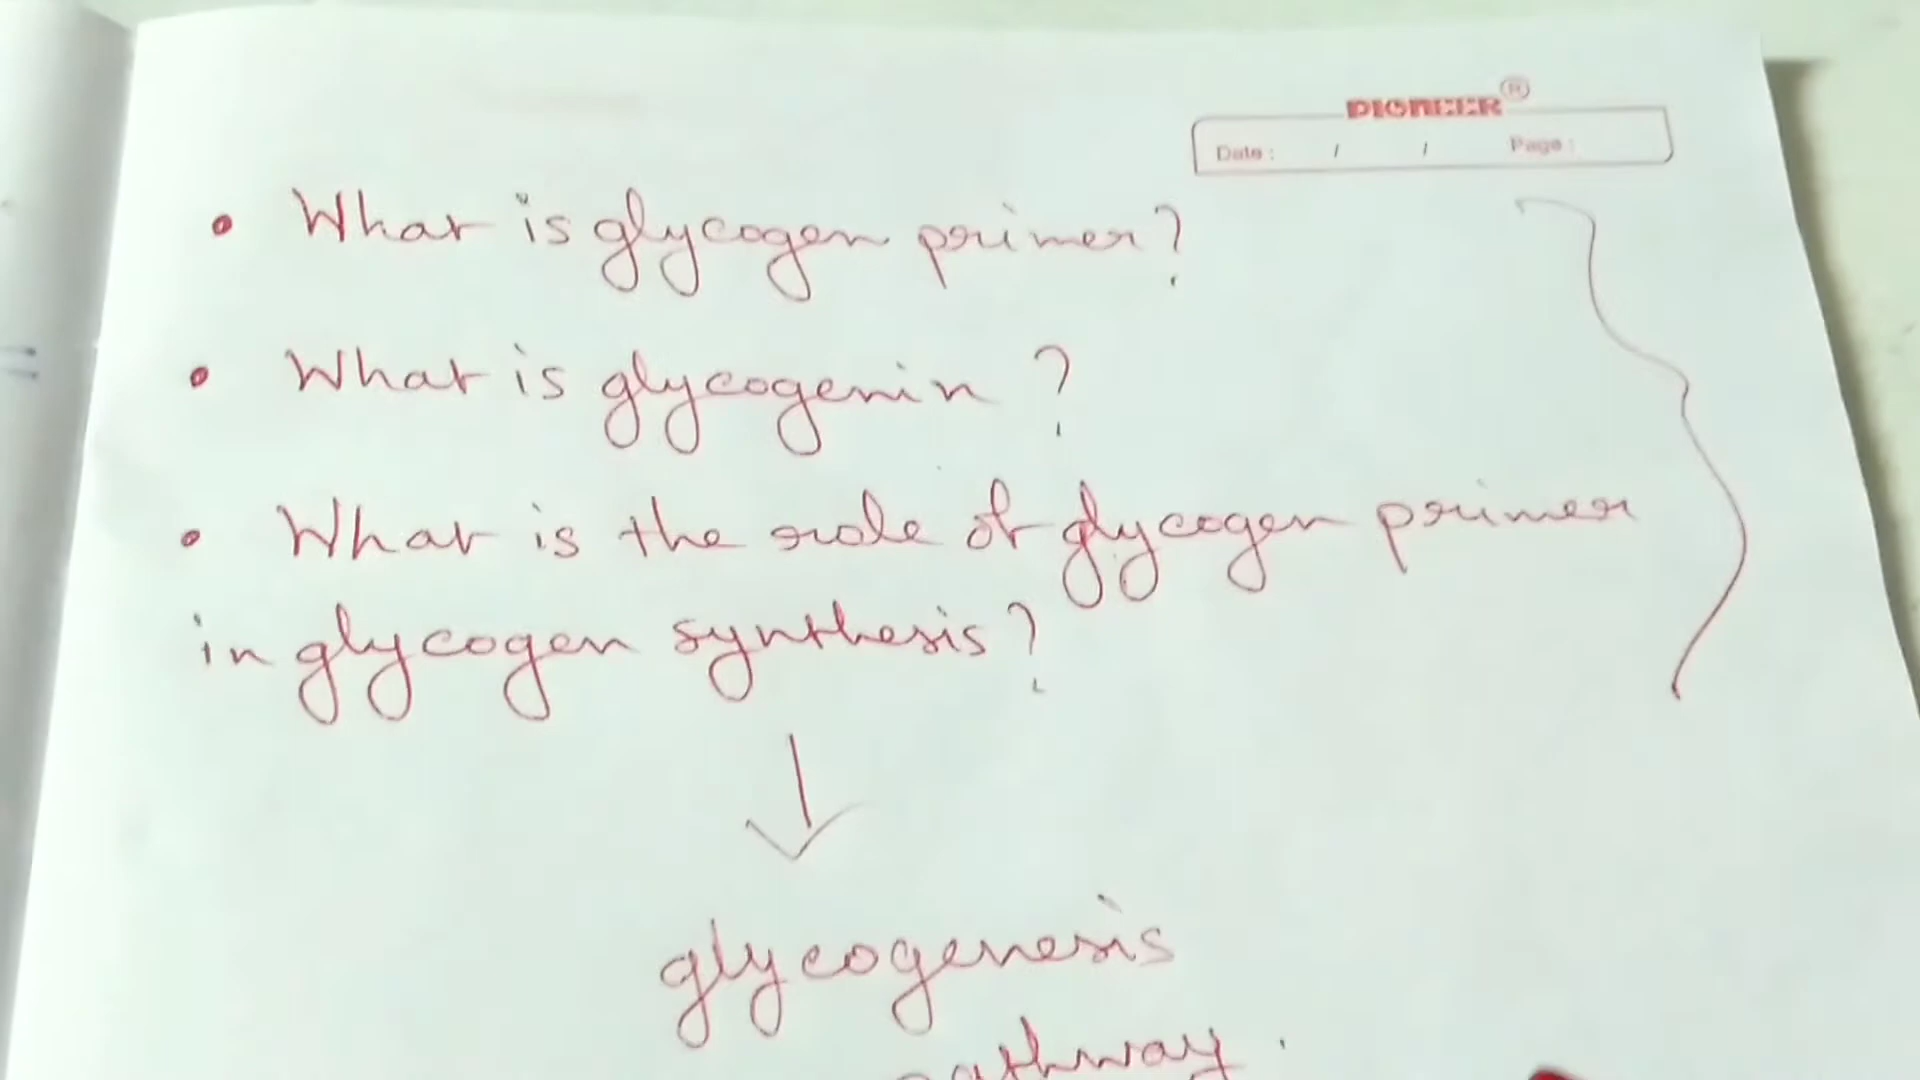 PIONEER ®
Date : / / Page :
• What is glycogen primer?
• What is glycogenin ?
• What is the role of glycogen primer
in glycogen synthesis?
↓
glycogenesis
pathway.